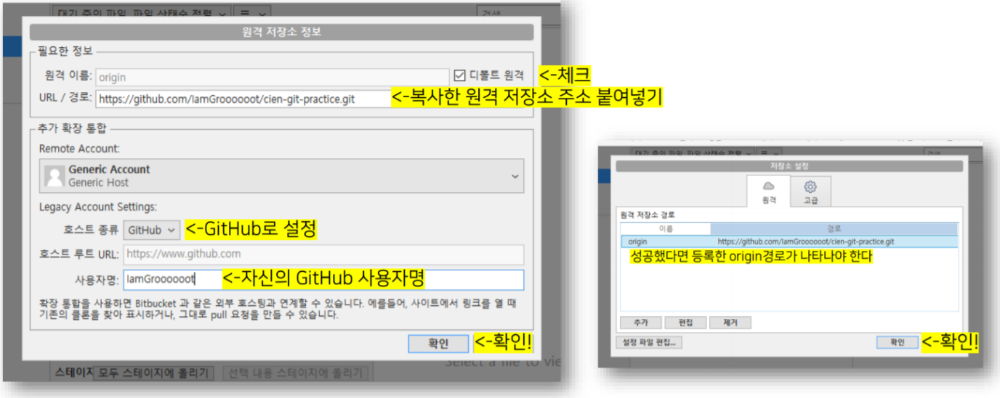 대기 중인 파일, 파일 상태순 정렬
검색
원격 저장소 정보
필요한 정보
원격 이름: origin
디폴트 원격
<-체크
URL / 경로: https://github.com/IamGroooooot/cien-git-practice.git
<-복사한 원격 저장소 주소 붙여넣기
추가 확장 통합
Remote Account:
Generic Account
Generic Host
Legacy Account Settings:
호스트 종류 GitHub
<-GitHub로 설정
호스트 루트 URL: https://www.github.com
사용자명: IamGroooooot
<-자신의 GitHub 사용자명
확장 통합을 사용하면 Bitbucket 과 같은 외부 호스팅과 연계할 수 있습니다. 예를들어, 사이트에서 링크를 열 때
기존의 클론을 찾아 표시하거나, 그대로 pull 요청을 만들 수 있습니다.
확인
<-확인!
Select a file to vie
스테이지 모두 스테이지에 올리기 선택 내용 스테이지에 올리기
대기 중인 파일, 파일 상태순 정렬
검색
저장소 설정
원격
고급
원격 저장소 경로
이름 경로
origin https://github.com/IamGroooooot/cien-git-practice.git
성공했다면 등록한 origin경로가 나타나야 한다
추가 편집 제거
설정 파일 편집...
확인
<-확인!